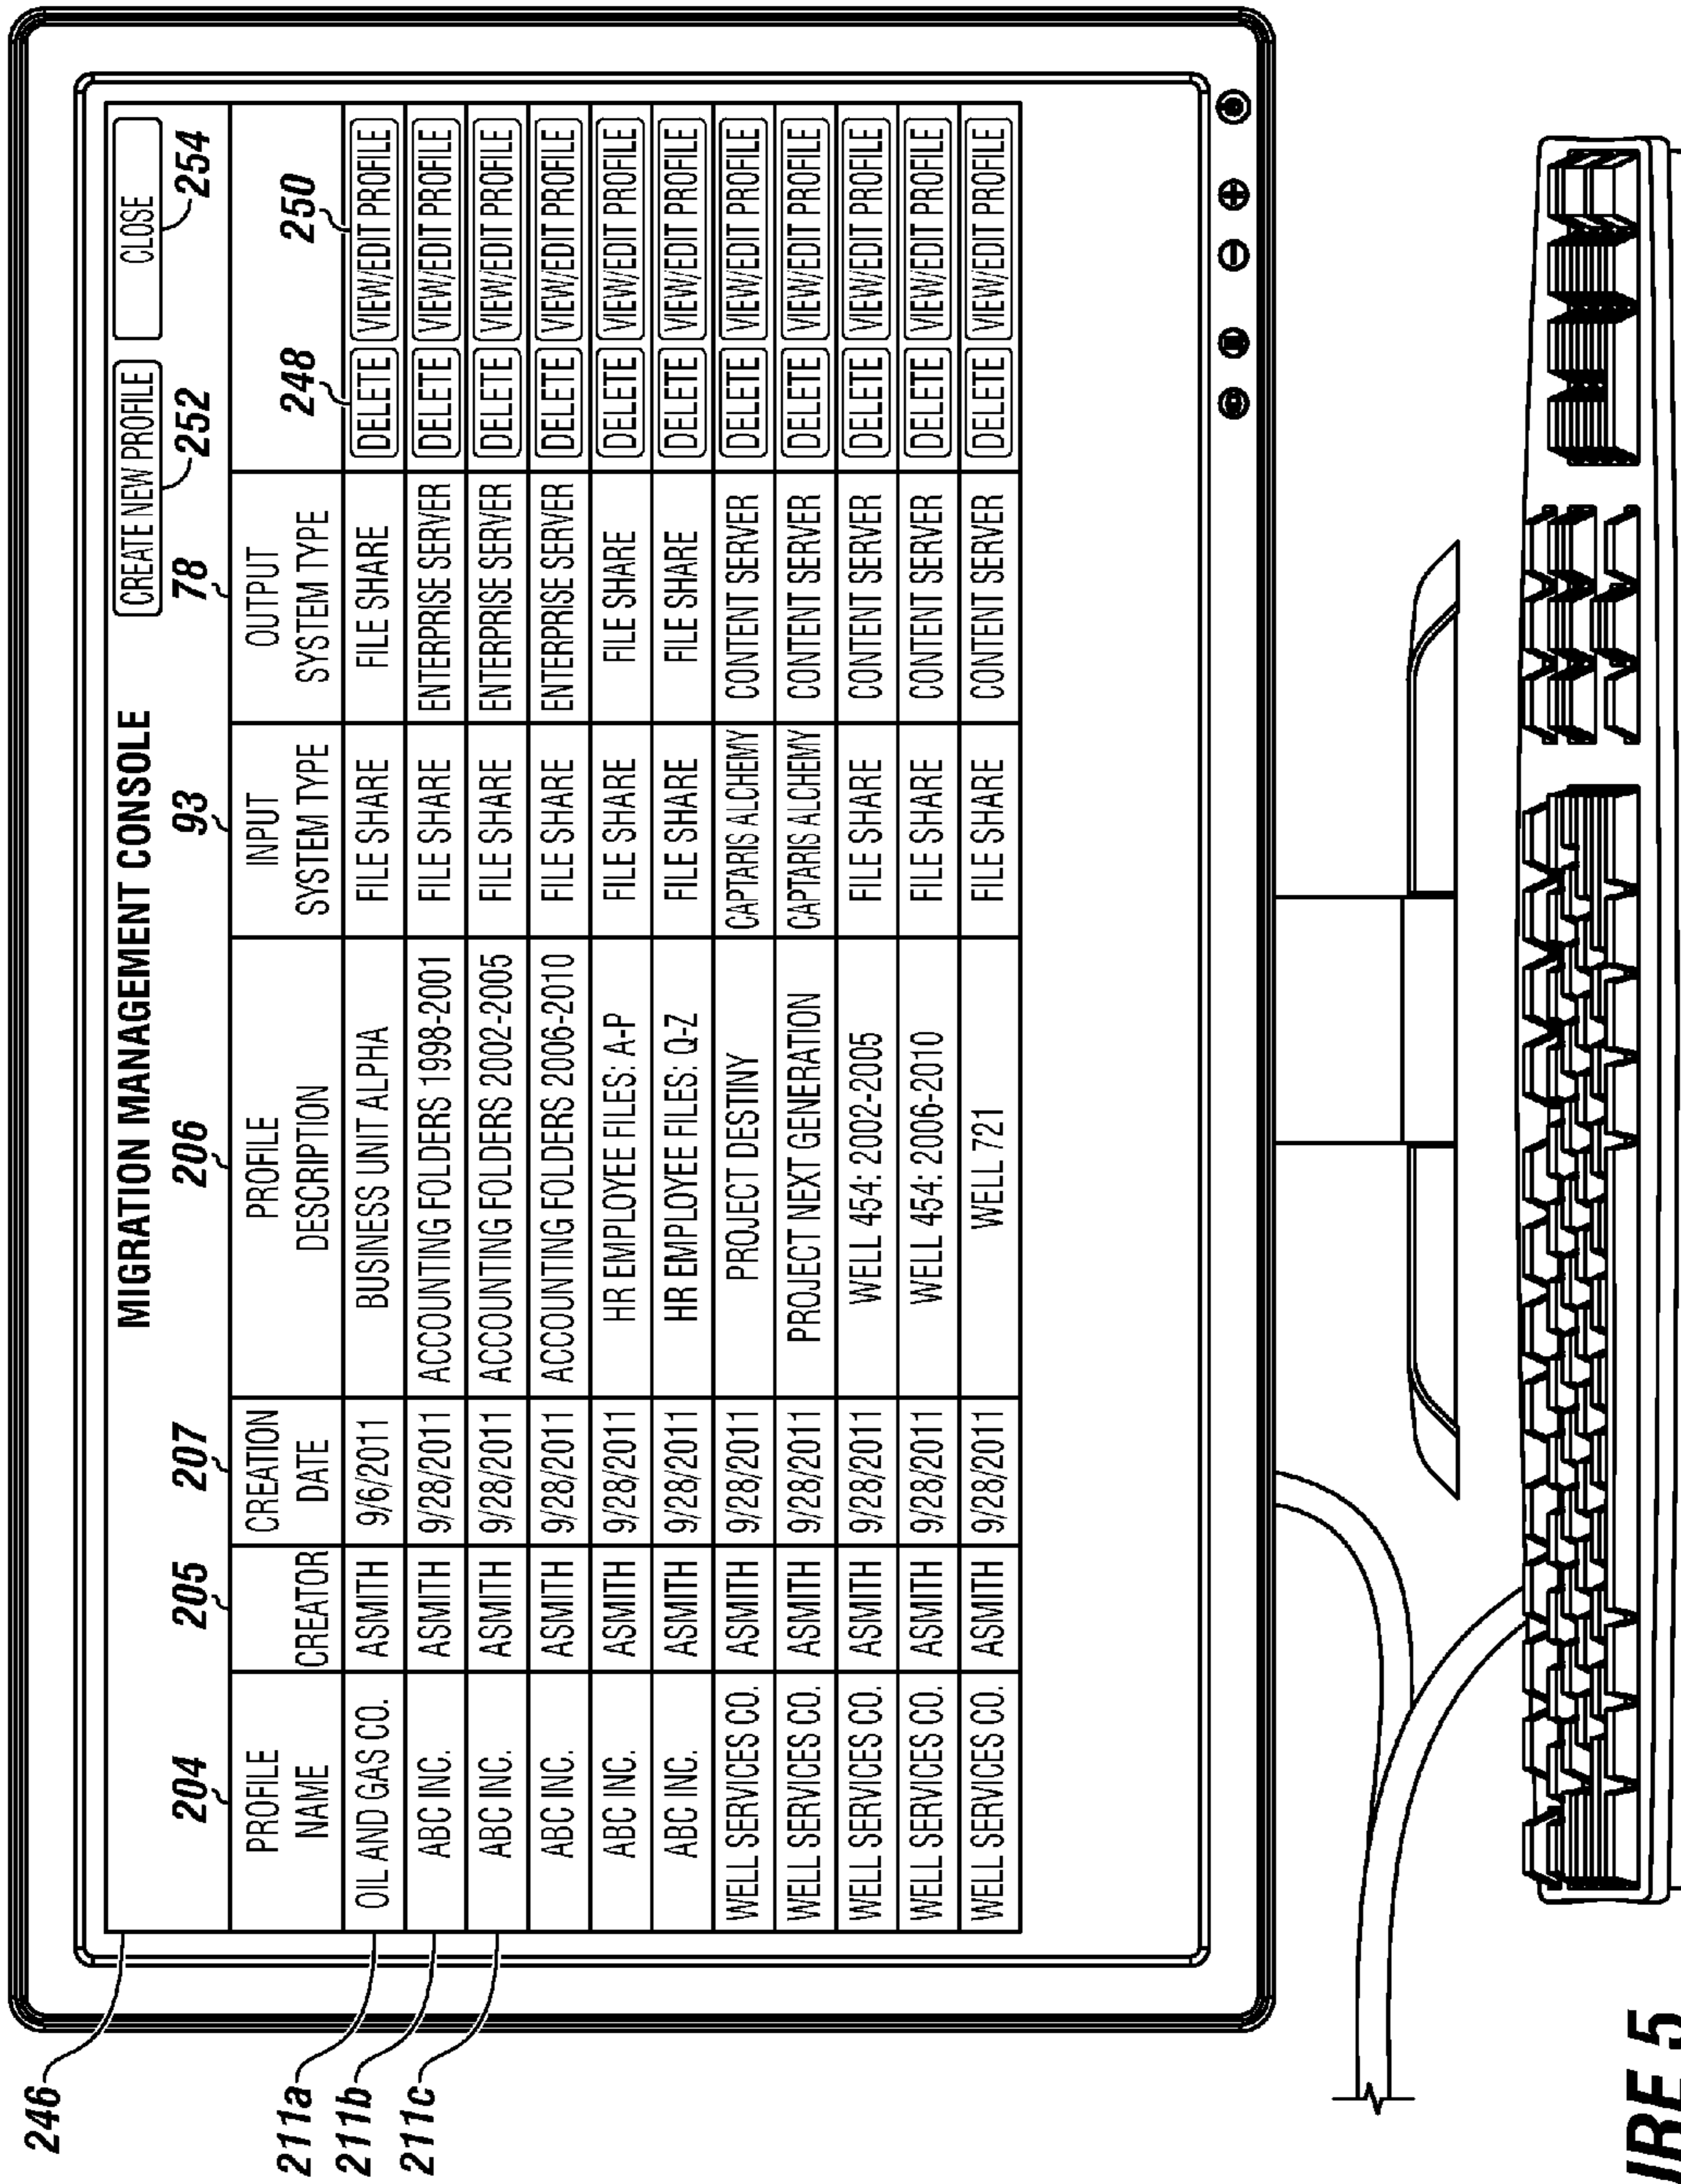 246
MIGRATION MANAGEMENT CONSOLE
CREATE NEW PROFILE
CLOSE
252
254
204
205
207
206
93
78
248
250
PROFILE NAME
CREATOR
CREATION DATE
PROFILE DESCRIPTION
INPUT SYSTEM TYPE
OUTPUT SYSTEM TYPE
211a
OIL AND GAS CO. ASMITH 9/6/2011 BUSINESS UNIT ALPHA FILE SHARE FILE SHARE DELETE VIEW/EDIT PROFILE
211b
ABC INC. ASMITH 9/28/2011 ACCOUNTING FOLDERS 1998-2001 FILE SHARE ENTERPRISE SERVER DELETE VIEW/EDIT PROFILE
211c
ABC INC. ASMITH 9/28/2011 ACCOUNTING FOLDERS 2002-2005 FILE SHARE ENTERPRISE SERVER DELETE VIEW/EDIT PROFILE
ABC INC. ASMITH 9/28/2011 ACCOUNTING FOLDERS 2006-2010 FILE SHARE ENTERPRISE SERVER DELETE VIEW/EDIT PROFILE
ABC INC. ASMITH 9/28/2011 HR EMPLOYEE FILES: A-P FILE SHARE FILE SHARE DELETE VIEW/EDIT PROFILE
ABC INC. ASMITH 9/28/2011 HR EMPLOYEE FILES: Q-Z FILE SHARE FILE SHARE DELETE VIEW/EDIT PROFILE
WELL SERVICES CO. ASMITH 9/28/2011 PROJECT DESTINY CAPTARIS ALCHEMY CONTENT SERVER DELETE VIEW/EDIT PROFILE
WELL SERVICES CO. ASMITH 9/28/2011 PROJECT NEXT GENERATION CAPTARIS ALCHEMY CONTENT SERVER DELETE VIEW/EDIT PROFILE
WELL SERVICES CO. ASMITH 9/28/2011 WELL 454: 2002-2005 FILE SHARE CONTENT SERVER DELETE VIEW/EDIT PROFILE
WELL SERVICES CO. ASMITH 9/28/2011 WELL 454: 2006-2010 FILE SHARE CONTENT SERVER DELETE VIEW/EDIT PROFILE
WELL SERVICES CO. ASMITH 9/28/2011 WELL 721 FILE SHARE CONTENT SERVER DELETE VIEW/EDIT PROFILE
URE 5